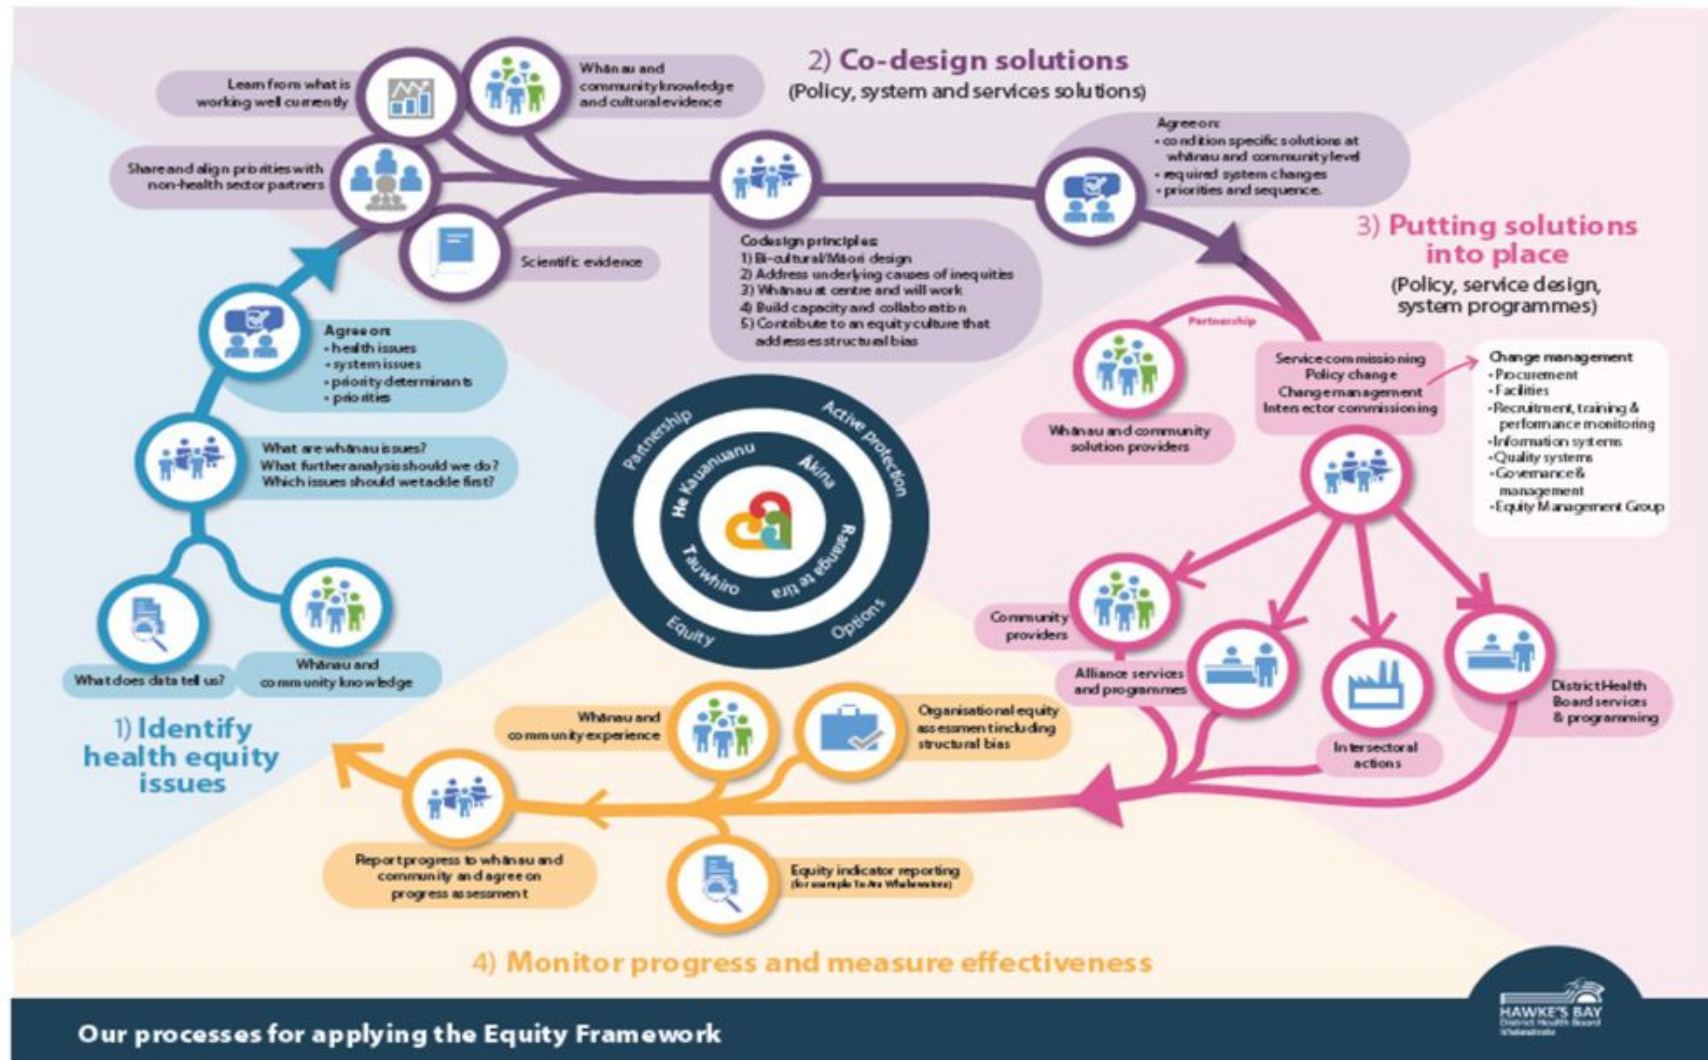 2) Co-design solutions
(Policy, system and services solutions)
Learn from what is
working well currently
Whānau and
community knowledge
and cultural evidence
Share and align priorities with
non-health sector partners
Scientific evidence
Codesign principles:
1) Bi-cultural/Māori design
2) Address underlying causes of inequities
3) Whānau at centre and will work
4) Build capacity and collaboration
5) Contribute to an equity culture that
addresses structural bias
Agree on:
• condition specific solutions at
whānau and community level
• required system changes
• priorities and sequence.
3) Putting solutions
into place
(Policy, service design,
system programmes)
Partnership
Whānau and community
solution providers
Service commissioning
Policy change
Change management
Intersector commissioning
Change management
• Procurement
• Facilities
• Recruitment, training &
performance monitoring
• Information systems
• Quality systems
• Governance &
management
• Equity Management Group
Community
providers
Alliance services
and programmes
Intersectoral
actions
District Health
Board services
& programming
Agree on:
• health issues
• system issues
• priority determinants
• priorities
What are whānau issues?
What further analysis should we do?
Which issues should we tackle first?
What does data tell us?
Whānau and
community knowledge
1) Identify
health equity
issues
Partnership
Active protection
Options
Equity
He Kauanuanu
Ākina
Raranga te tira
Tauwhiro
Whānau and
community experience
Organisational equity
assessment including
structural bias
Report progress to whānau and
community and agree on
progress assessment
Equity indicator reporting
4) Monitor progress and measure effectiveness
Our processes for applying the Equity Framework
HAWKE'S BAY
District Health Board